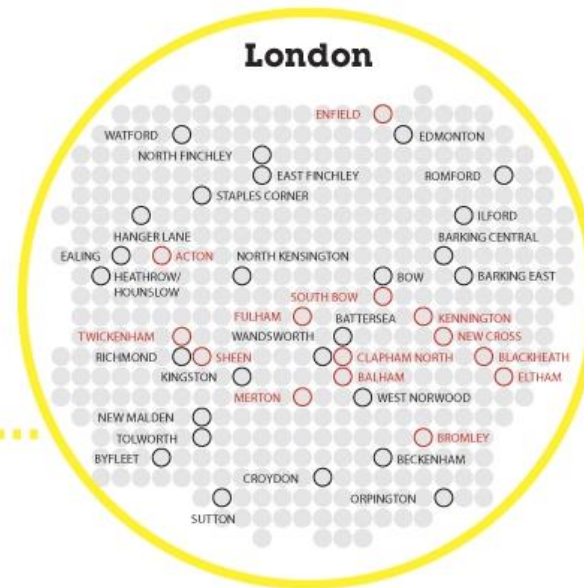 London
ENFIELD
WATFORD
EDMONTON
NORTH FINCHLEY
EAST FINCHLEY
ROMFORD
STAPLES CORNER
ILFORD
HANGER LANE
BARKING CENTRAL
EALING
ACTON
NORTH KENSINGTON
HEATHROW/
HOUNSLOW
BOW
BARKING EAST
SOUTH BOW
FULHAM
BATTERSEA
KENNINGTON
TWICKENHAM
WANDSWORTH
NEW CROSS
RICHMOND
SHEEN
CLAPHAM NORTH
BLACKHEATH
KINGSTON
BALHAM
ELTHAM
MERTON
WEST NORWOOD
NEW MALDEN
TOLWORTH
BROMLEY
BYFLEET
BECKENHAM
CROYDON
ORPINGTON
SUTTON